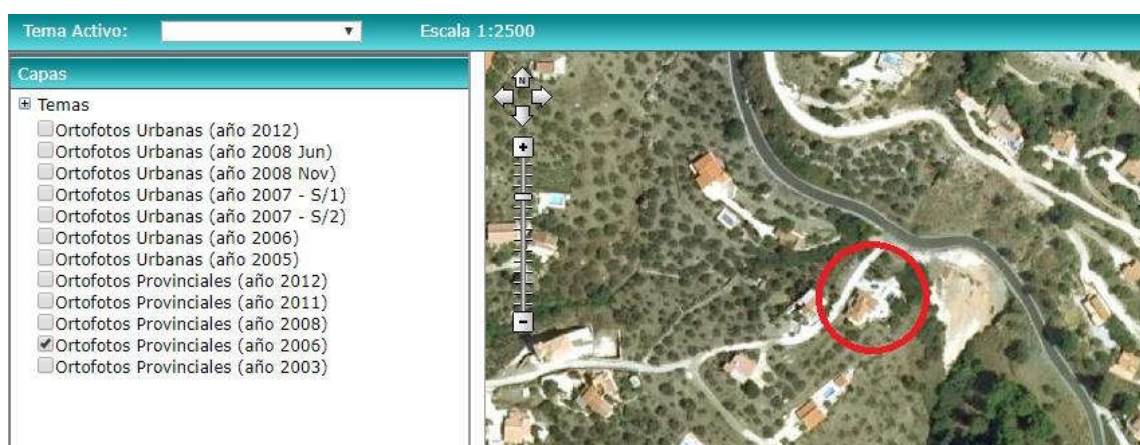 Tema Activo:
Escala 1:2500
Capas
Temas
Ortofotos Urbanas (año 2012)
Ortofotos Urbanas (año 2008 Jun)
Ortofotos Urbanas (año 2008 Nov)
Ortofotos Urbanas (año 2007 - S/1)
Ortofotos Urbanas (año 2007 - S/2)
Ortofotos Urbanas (año 2006)
Ortofotos Urbanas (año 2005)
Ortofotos Provinciales (año 2012)
Ortofotos Provinciales (año 2011)
Ortofotos Provinciales (año 2008)
Ortofotos Provinciales (año 2006)
Ortofotos Provinciales (año 2003)
N